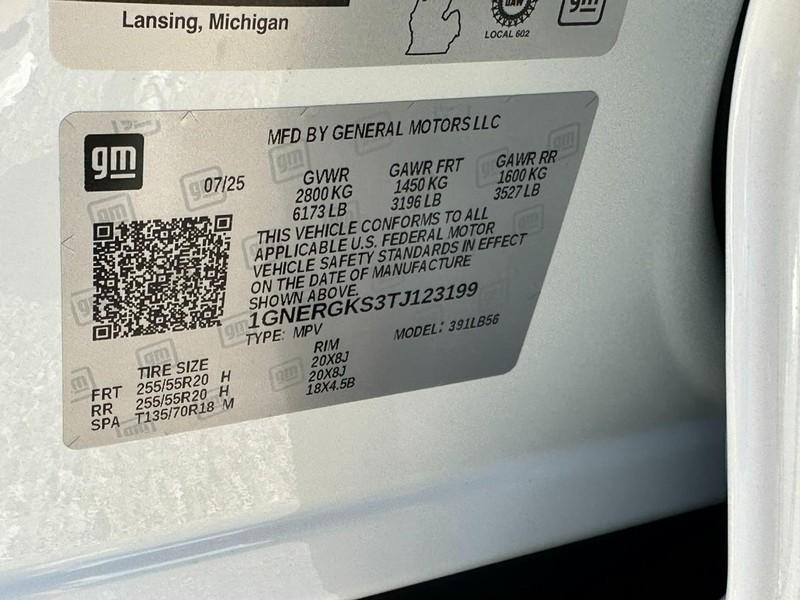 Lansing, Michigan
UAW
LOCAL 602
gm
MFD BY GENERAL MOTORS LLC
gm
07/25
GVWR GAWR FRT GAWR RR
2800 KG 1450 KG 1600 KG
6173 LB 3196 LB 3527 LB
THIS VEHICLE CONFORMS TO ALL
APPLICABLE U.S. FEDERAL MOTOR
VEHICLE SAFETY STANDARDS IN EFFECT
ON THE DATE OF MANUFACTURE
SHOWN ABOVE.
1GNERGKS3TJ123199
TYPE: MPV MODEL: 391LB56
TIRE SIZE RIM
FRT 255/55R20 H 20X8J
RR 255/55R20 H 20X8J
SPA T135/70R18 M 18X4.5B